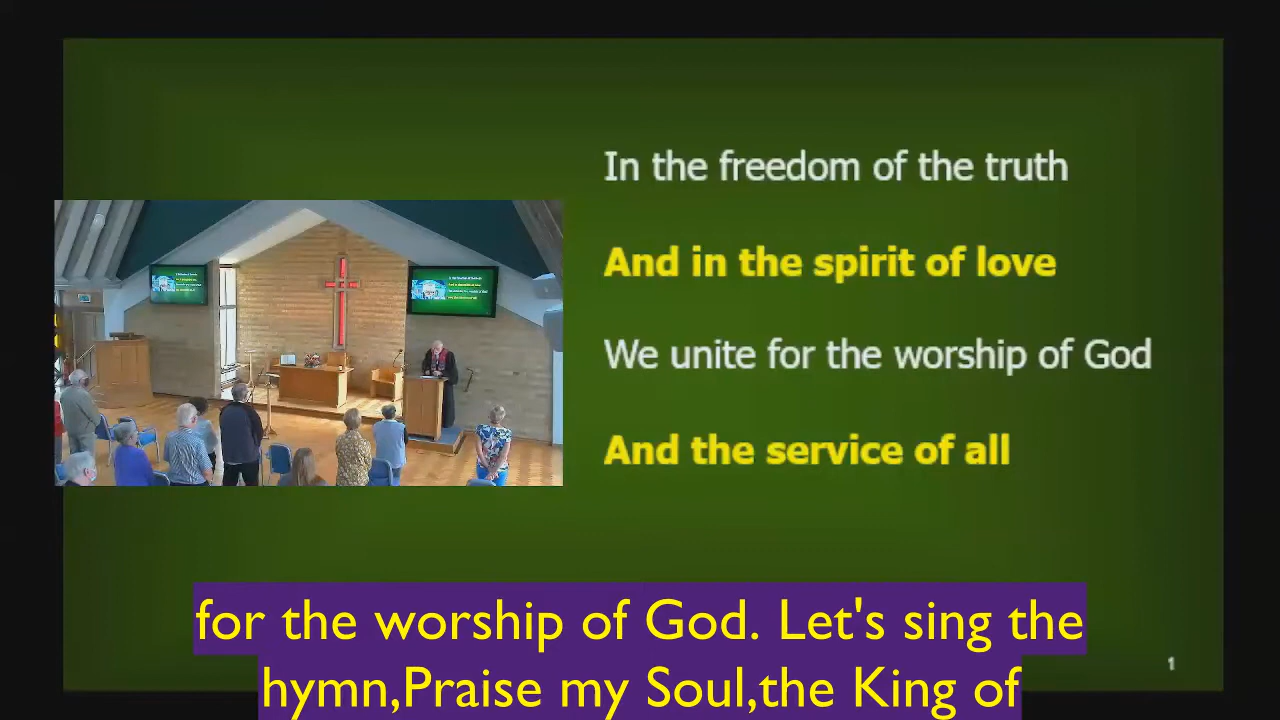 In the freedom of the truth
And in the spirit of love
We unite for the worship of God
And the service of all
1
for the worship of God. Let's sing the
hymn,Praise my Soul,the King of